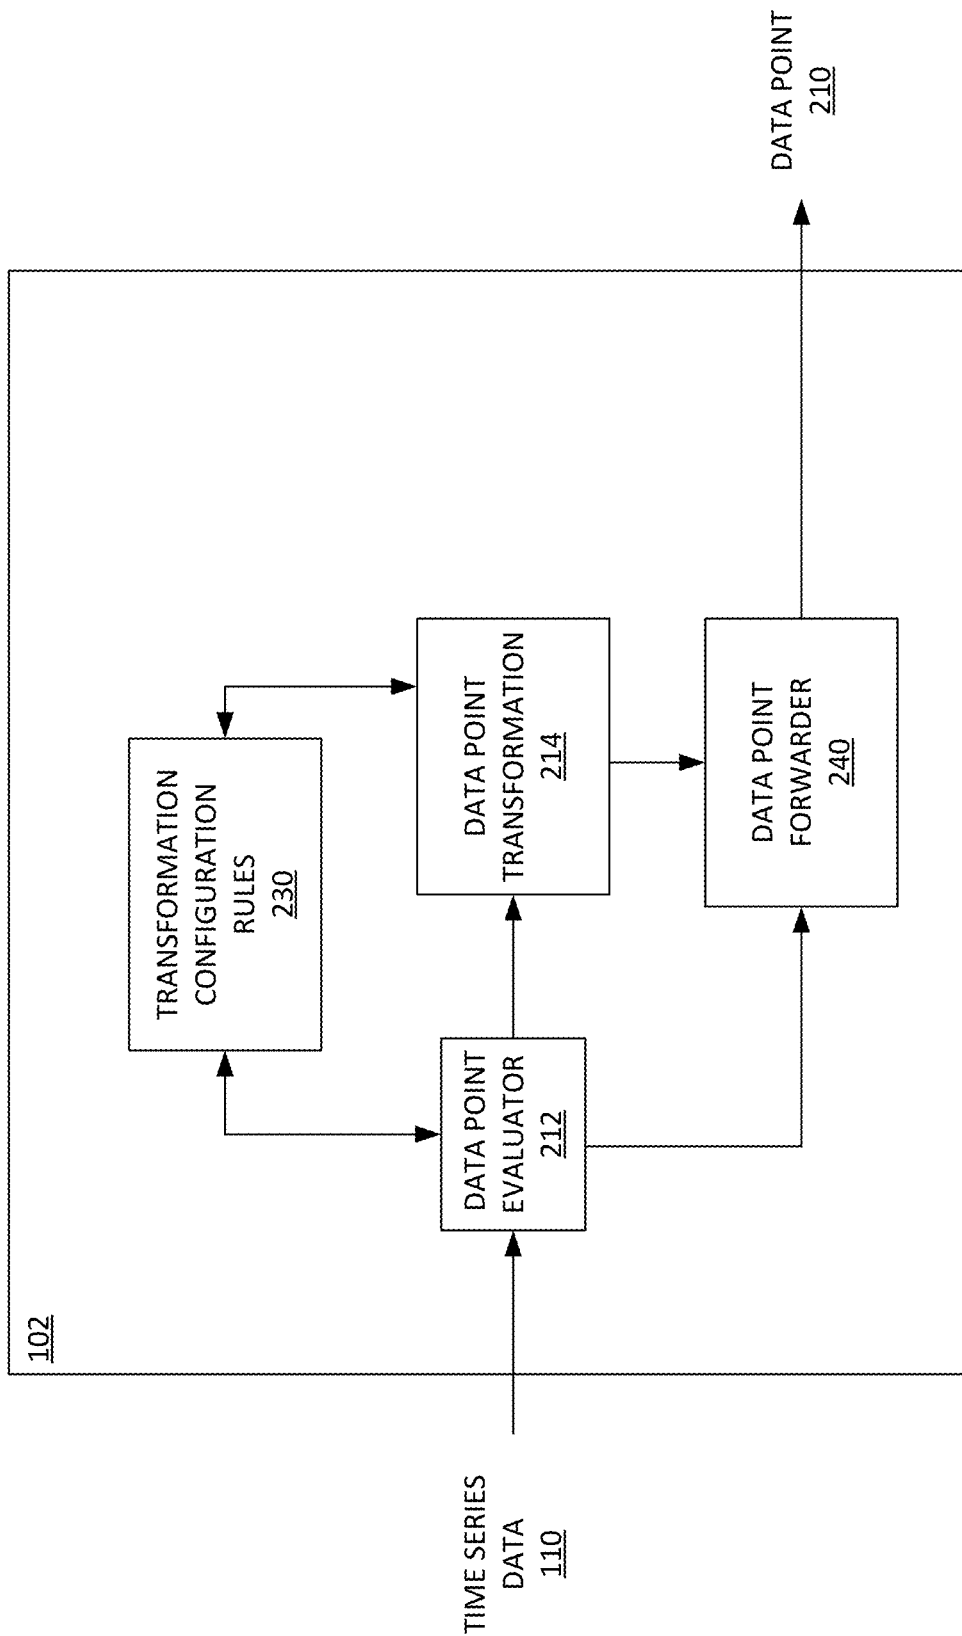 102
TRANSFORMATION
CONFIGURATION
RULES
230
TIME SERIES
DATA
110
DATA POINT
EVALUATOR
212
DATA POINT
TRANSFORMATION
214
DATA POINT
FORWARDER
240
DATA POINT
210